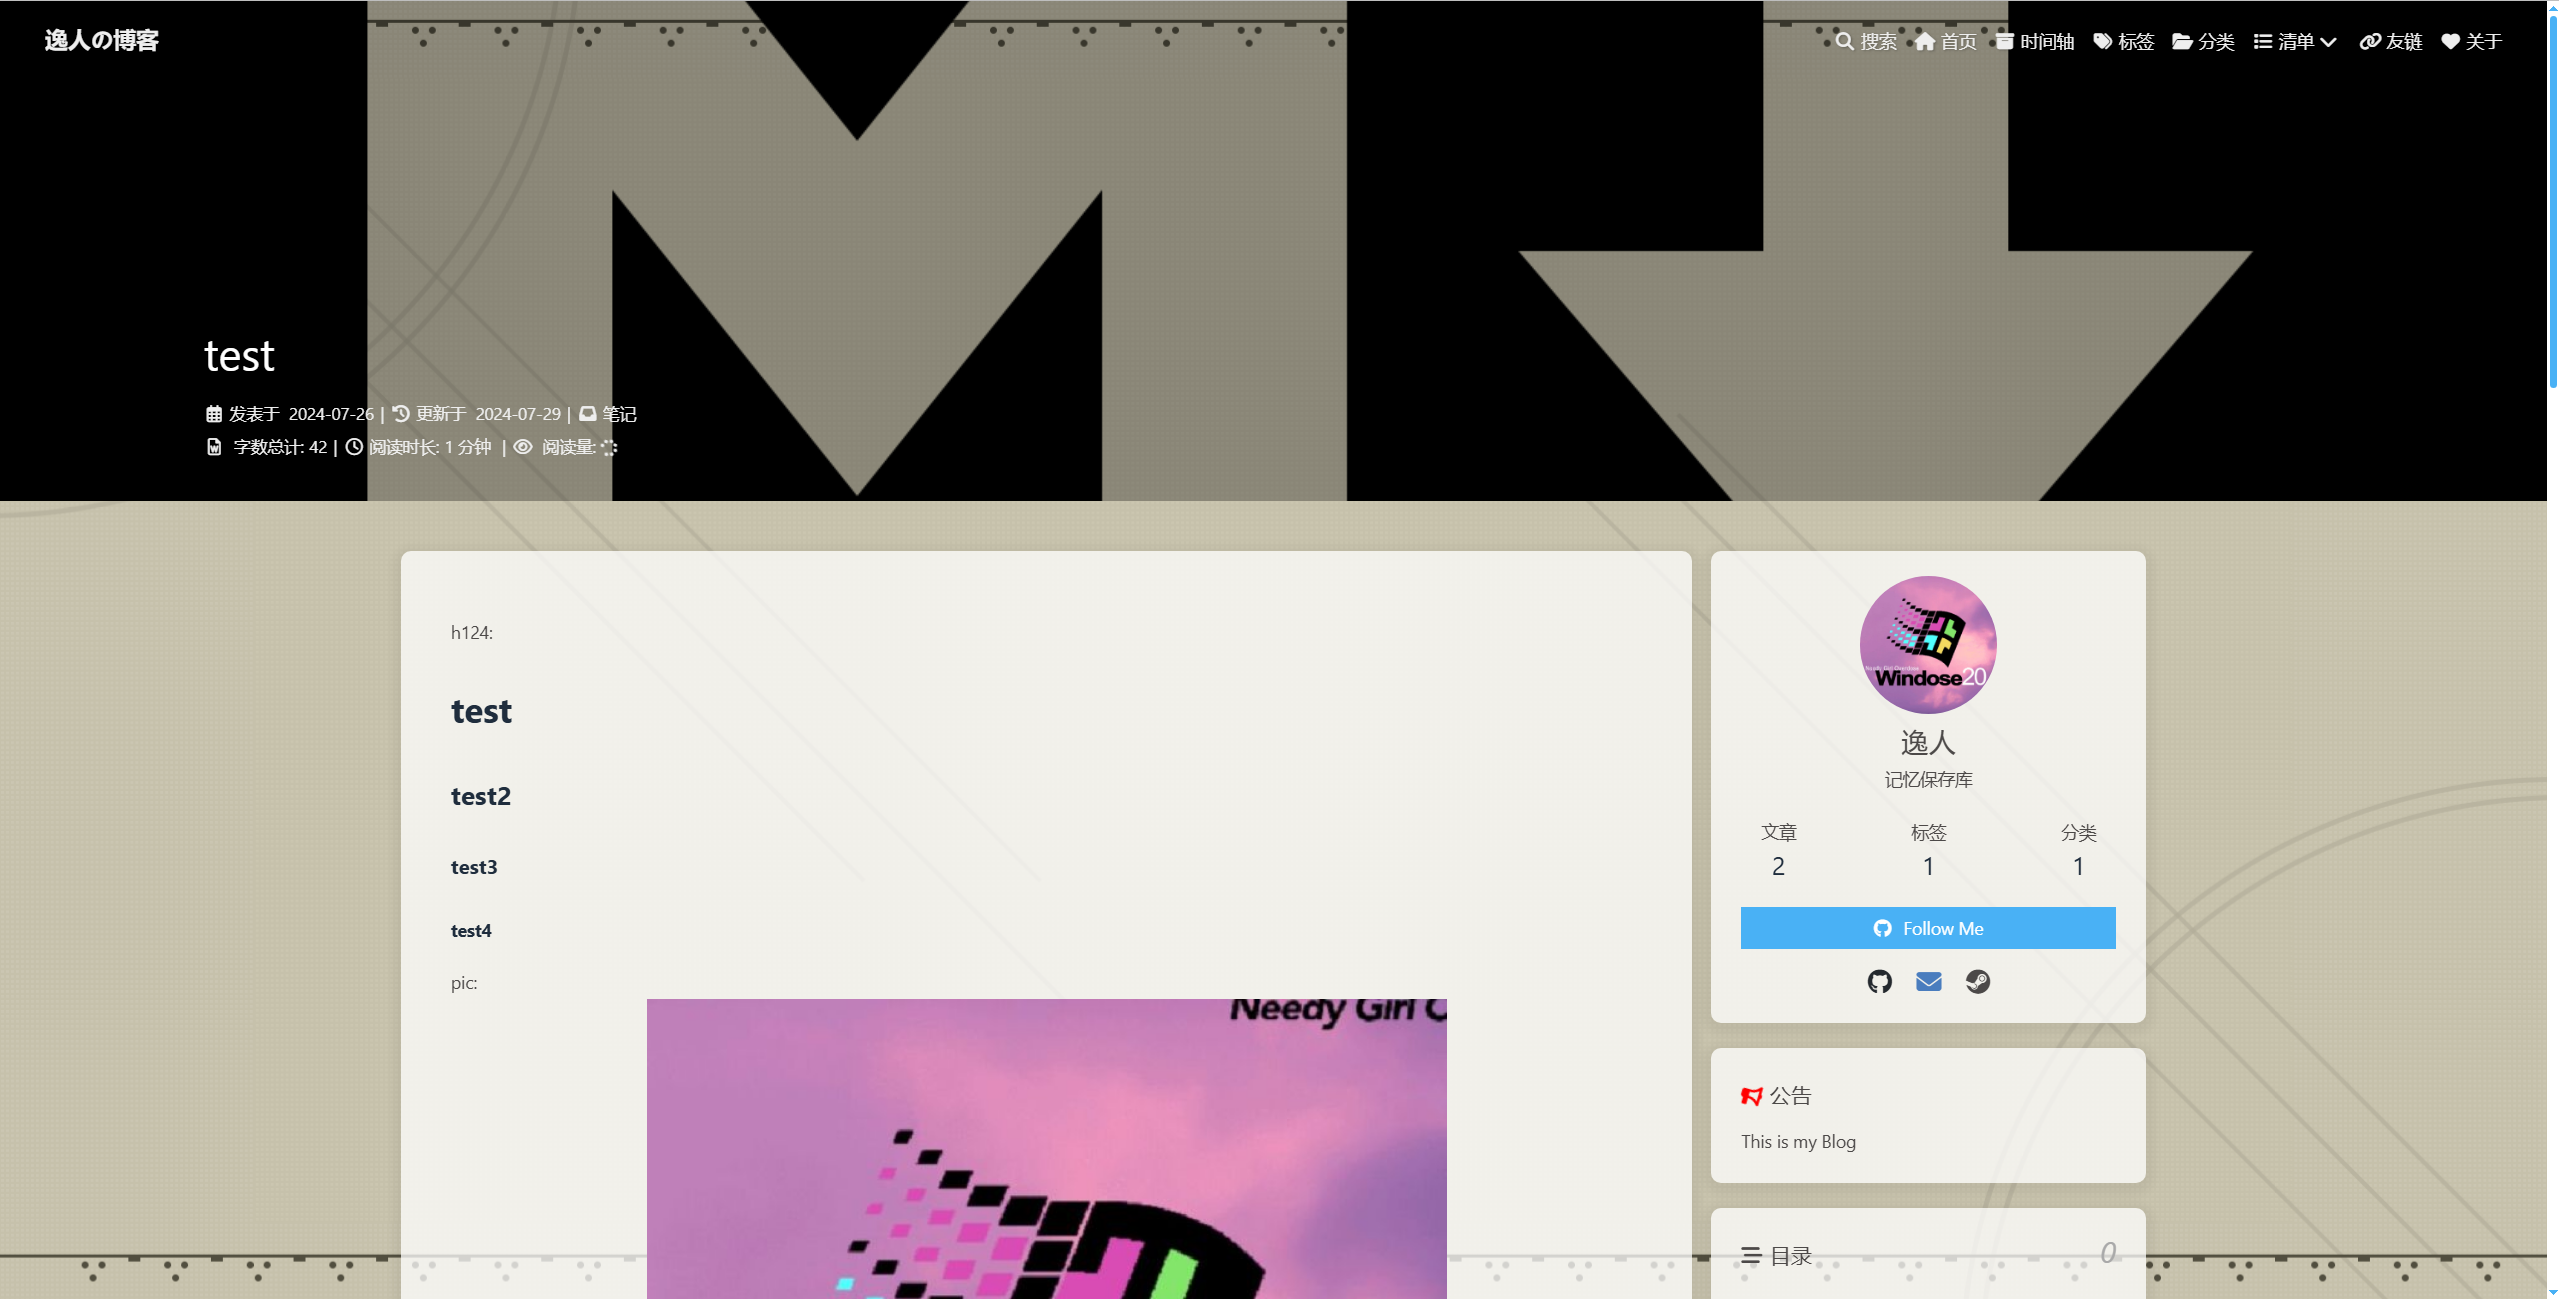 逸人の博客
搜索 首页 时间轴 标签 分类 清单 友链 关于
test
发表于 2024-07-26 | 更新于 2024-07-29 | 笔记
字数总计: 42 | 阅读时长: 1 分钟 | 阅读量:
h124:
test
test2
test3
test4
pic:
Needy Girl
Needy Girl Overdose
Windose20
逸人
记忆保存库
文章 标签 分类
2 1 1
Follow Me
公告
This is my Blog
目录 0